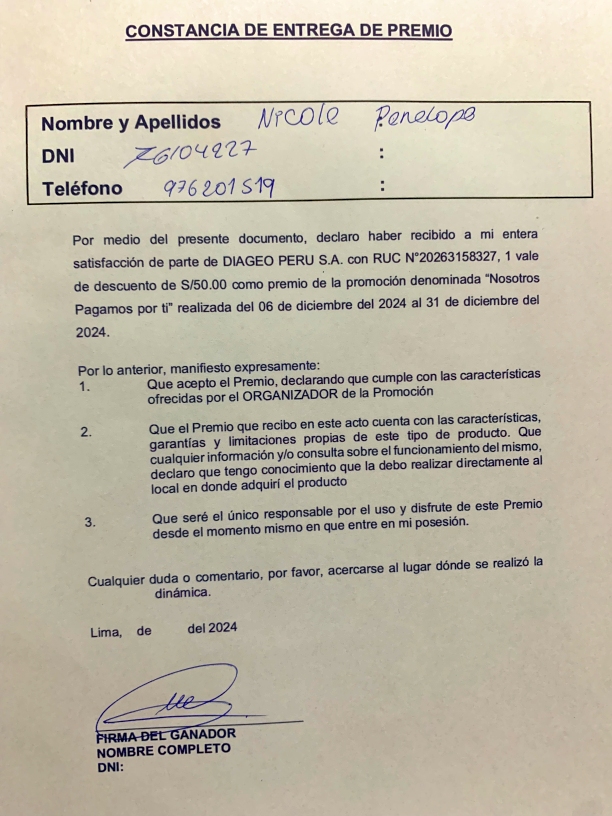 CONSTANCIA DE ENTREGA DE PREMIO
Nombre y Apellidos Nicole Penelope
DNI 76104227 :
Teléfono 976201519 :
Por medio del presente documento, declaro haber recibido a mi entera
satisfacción de parte de DIAGEO PERU S.A. con RUC N°20263158327, 1 vale
de descuento de S/50.00 como premio de la promoción denominada "Nosotros
Pagamos por ti" realizada del 06 de diciembre del 2024 al 31 de diciembre del
2024.
Por lo anterior, manifiesto expresamente:
1. Que acepto el Premio, declarando que cumple con las características
ofrecidas por el ORGANIZADOR de la Promoción
2. Que el Premio que recibo en este acto cuenta con las características,
garantías y limitaciones propias de este tipo de producto. Que
cualquier información y/o consulta sobre el funcionamiento del mismo,
declaro que tengo conocimiento que la debo realizar directamente al
local en donde adquirí el producto
3. Que seré el único responsable por el uso y disfrute de este Premio
desde el momento mismo en que entre en mi posesión.
Cualquier duda o comentario, por favor, acercarse al lugar dónde se realizó la
dinámica.
Lima, de del 2024
FIRMA DEL GANADOR
NOMBRE COMPLETO
DNI: